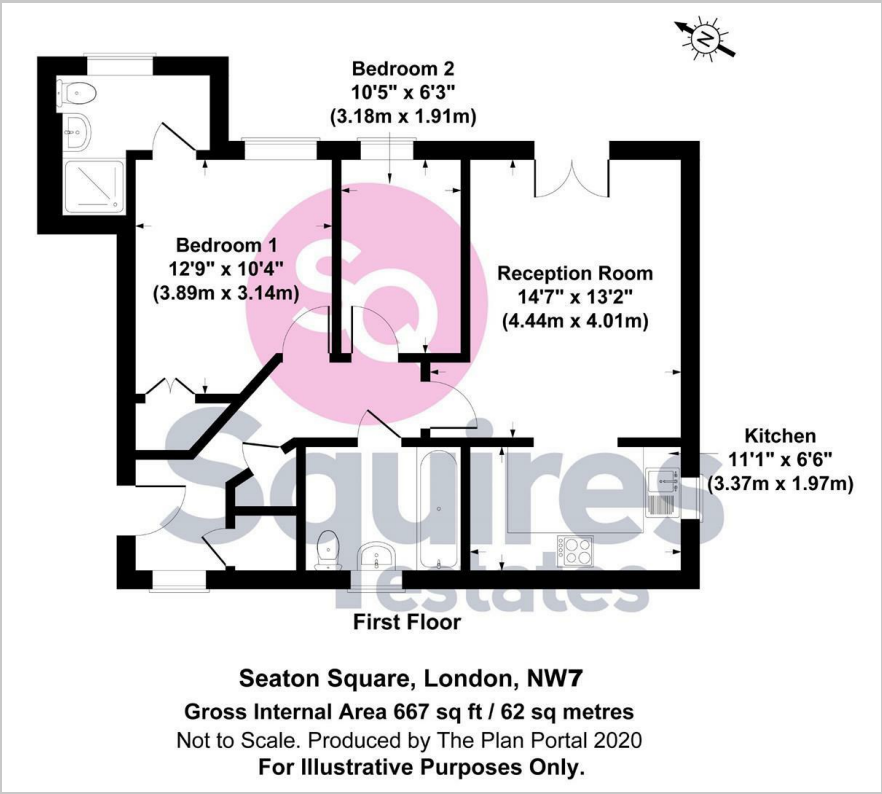 N
Bedroom 2
10'5" x 6'3"
(3.18m x 1.91m)
Bedroom 1
12'9" x 10'4"
(3.89m x 3.14m)
SQ
Reception Room
14'7" x 13'2"
(4.44m x 4.01m)
Kitchen
11'1" x 6'6"
(3.37m x 1.97m)
Squires
estates
First Floor
Seaton Square, London, NW7
Gross Internal Area 667 sq ft / 62 sq metres
Not to Scale. Produced by The Plan Portal 2020
For Illustrative Purposes Only.